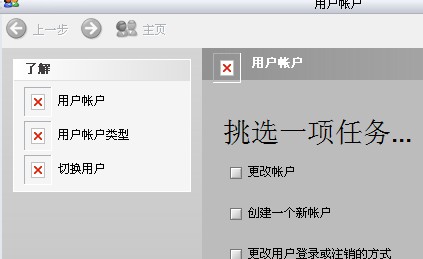 用户帐户
上一步 主页
了解
用户帐户
用户帐户类型
切换用户
用户帐户
挑选一项任务...
更改帐户
创建一个新帐户
更改用户登录或注销的方式